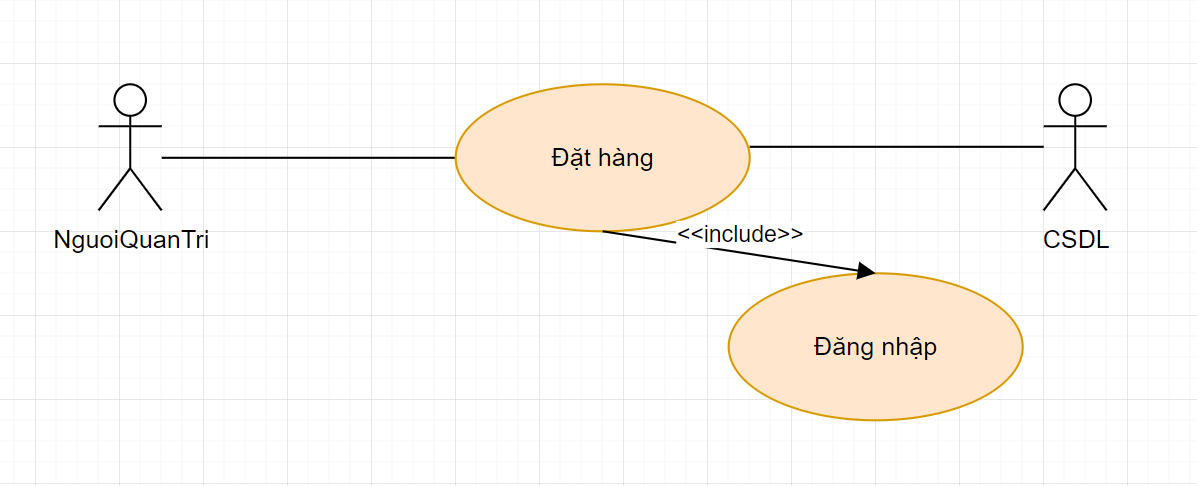 Đặt hàng
<<include>>
NguoiQuanTri
CSDL
Đăng nhập